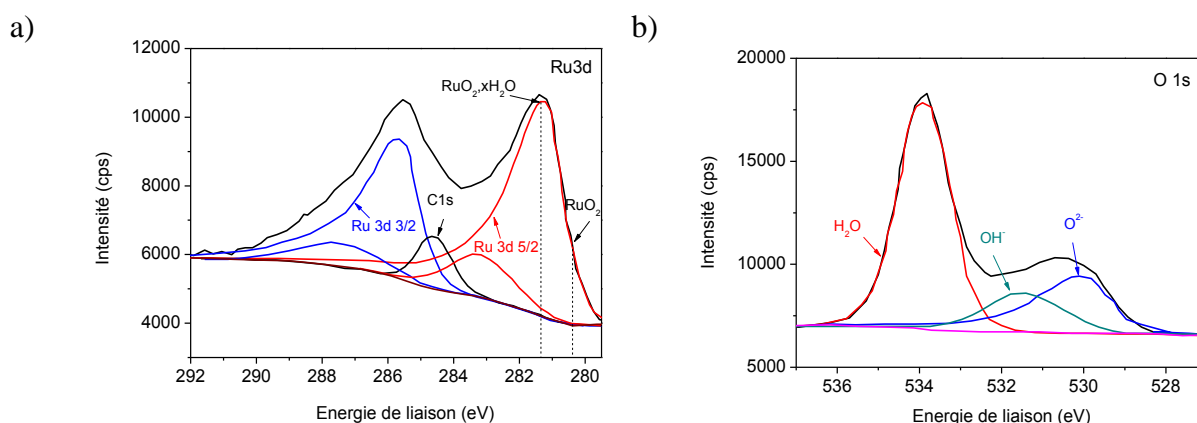 a)
12000
10000
8000
6000
4000
292
290
288
286
284
282
280
Intensité (cps)
Energie de liaison (eV)
Ru3d
RuO2,xH2O
RuO2
C1s
Ru 3d 3/2
Ru 3d 5/2
b)
20000
15000
10000
5000
536
534
532
530
528
Intensité (cps)
Energie de liaison (eV)
O 1s
H2O
OH-
O2-